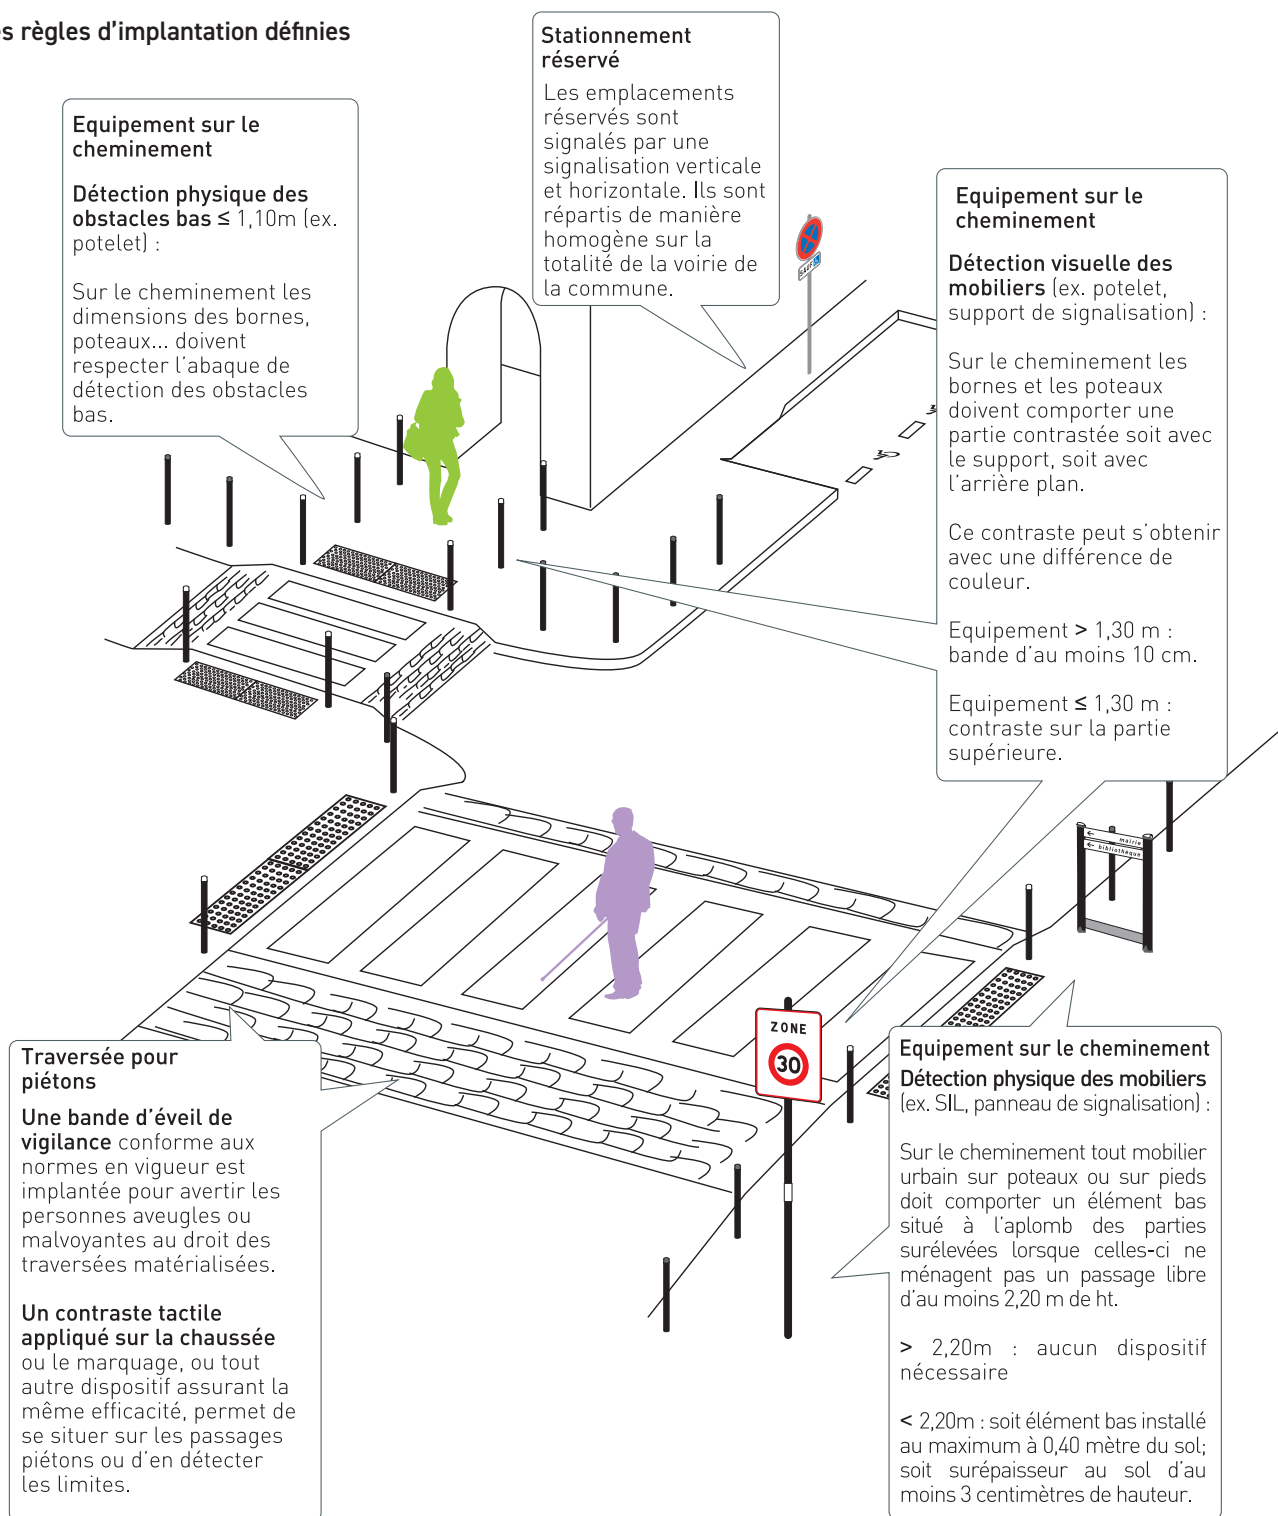 s règles d'implantation définies
Stationnement
réservé
Les emplacements
réservés sont
signalés par une
signalisation verticale
et horizontale. Ils sont
répartis de manière
homogène sur la
totalité de la voirie de
la commune.
Equipement sur le
cheminement
Détection physique des
obstacles bas ≤ 1,10m (ex.
potelet) :
Sur le cheminement les
dimensions des bornes,
poteaux... doivent
respecter l'abaque de
détection des obstacles
bas.
SAUF
Equipement sur le
cheminement
Détection visuelle des
mobiliers (ex. potelet,
support de signalisation) :
Sur le cheminement les
bornes et les poteaux
doivent comporter une
partie contrastée soit avec
le support, soit avec
l'arrière plan.
Ce contraste peut s'obtenir
avec une différence de
couleur.
Equipement > 1,30 m :
bande d'au moins 10 cm.
Equipement ≤ 1,30 m :
contraste sur la partie
supérieure.
← mairie
← bibliothèque
ZONE
30
Traversée pour
piétons
Une bande d'éveil de
vigilance conforme aux
normes en vigueur est
implantée pour avertir les
personnes aveugles ou
malvoyantes au droit des
traversées matérialisées.
Un contraste tactile
appliqué sur la chaussée
ou le marquage, ou tout
autre dispositif assurant la
même efficacité, permet de
se situer sur les passages
piétons ou d'en détecter
les limites.
Equipement sur le cheminement
Détection physique des mobiliers
(ex. SIL, panneau de signalisation) :
Sur le cheminement tout mobilier
urbain sur poteaux ou sur pieds
doit comporter un élément bas
situé à l'aplomb des parties
surélevées lorsque celles-ci ne
ménagent pas un passage libre
d'au moins 2,20 m de ht.
> 2,20m : aucun dispositif
nécessaire
< 2,20m : soit élément bas installé
au maximum à 0,40 mètre du sol;
soit surépaisseur au sol d'au
moins 3 centimètres de hauteur.